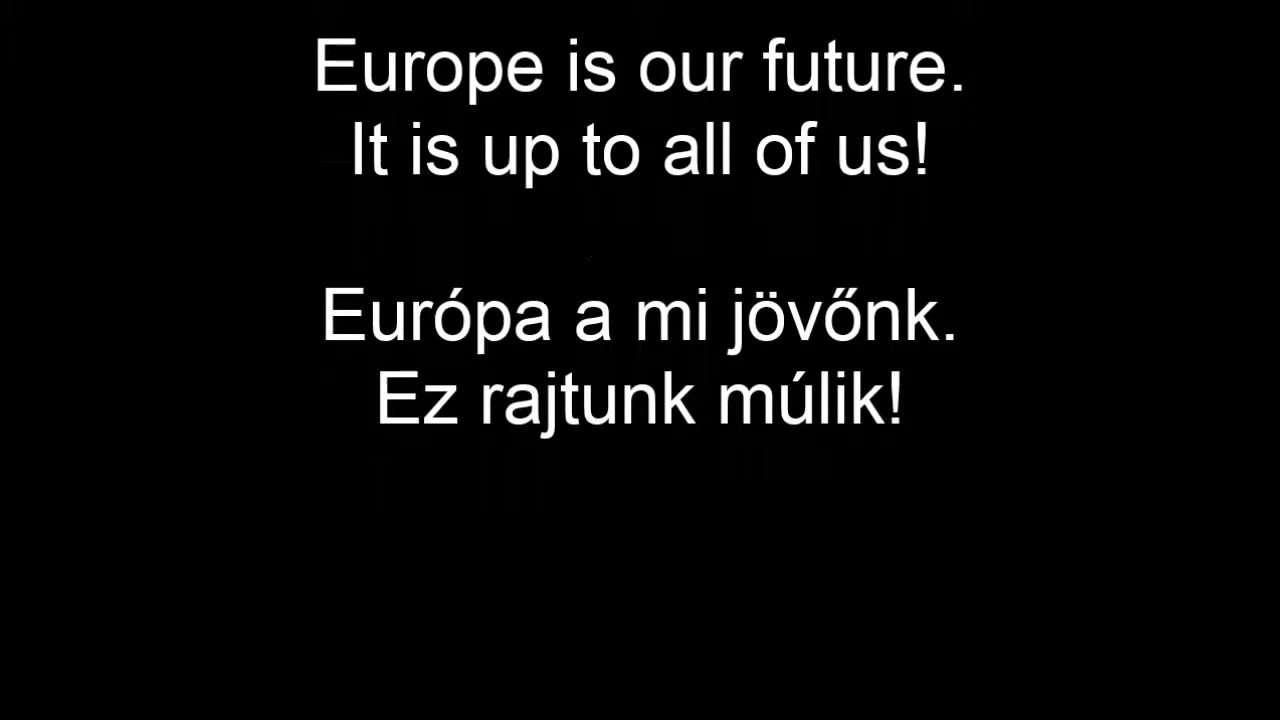 Europe is our future.
It is up to all of us!
Európa a mi jövőnk.
Ez rajtunk múlik!